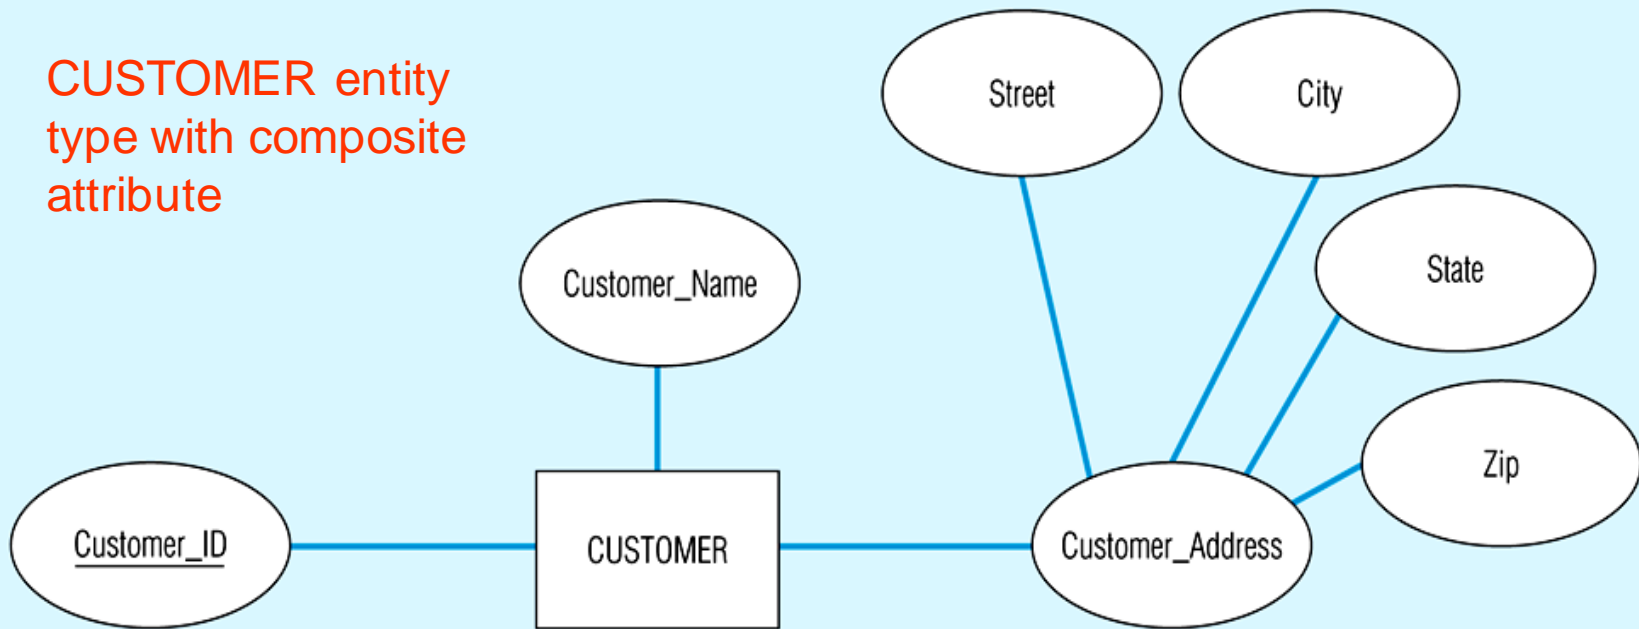 CUSTOMER entity
type with composite
attribute
Street
City
State
Customer_Name
Zip
Customer_ID
CUSTOMER
Customer_Address